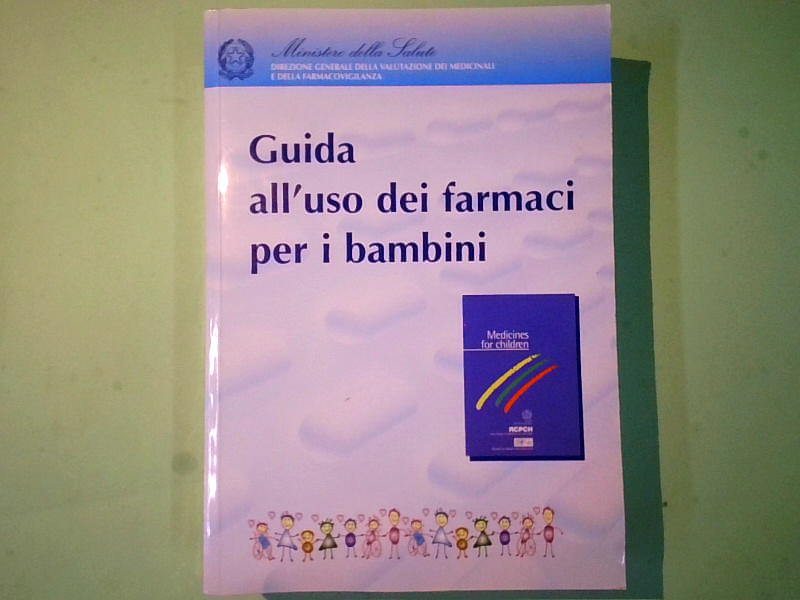 Ministero della Salute
DIREZIONE GENERALE DELLA VALUTAZIONE DEI MEDICINALI
E DELLA FARMACOVIGILANZA
Guida
all'uso dei farmaci
per i bambini
Medicines
for children
RCPCH